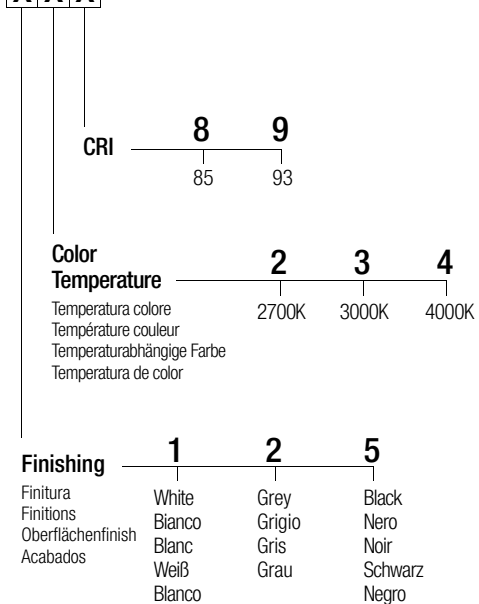 X X X
8 9
CRI
85 93
Color
Temperature
2 3 4
2700K 3000K 4000K
Temperatura colore
Température couleur
Temperaturabhängige Farbe
Temperatura de color
Finishing
1 2 5
Finitura
Finitions
Oberflächenfinish
Acabados
White
Bianco
Blanc
Weiß
Blanco
Grey
Grigio
Gris
Grau
Black
Nero
Noir
Schwarz
Negro